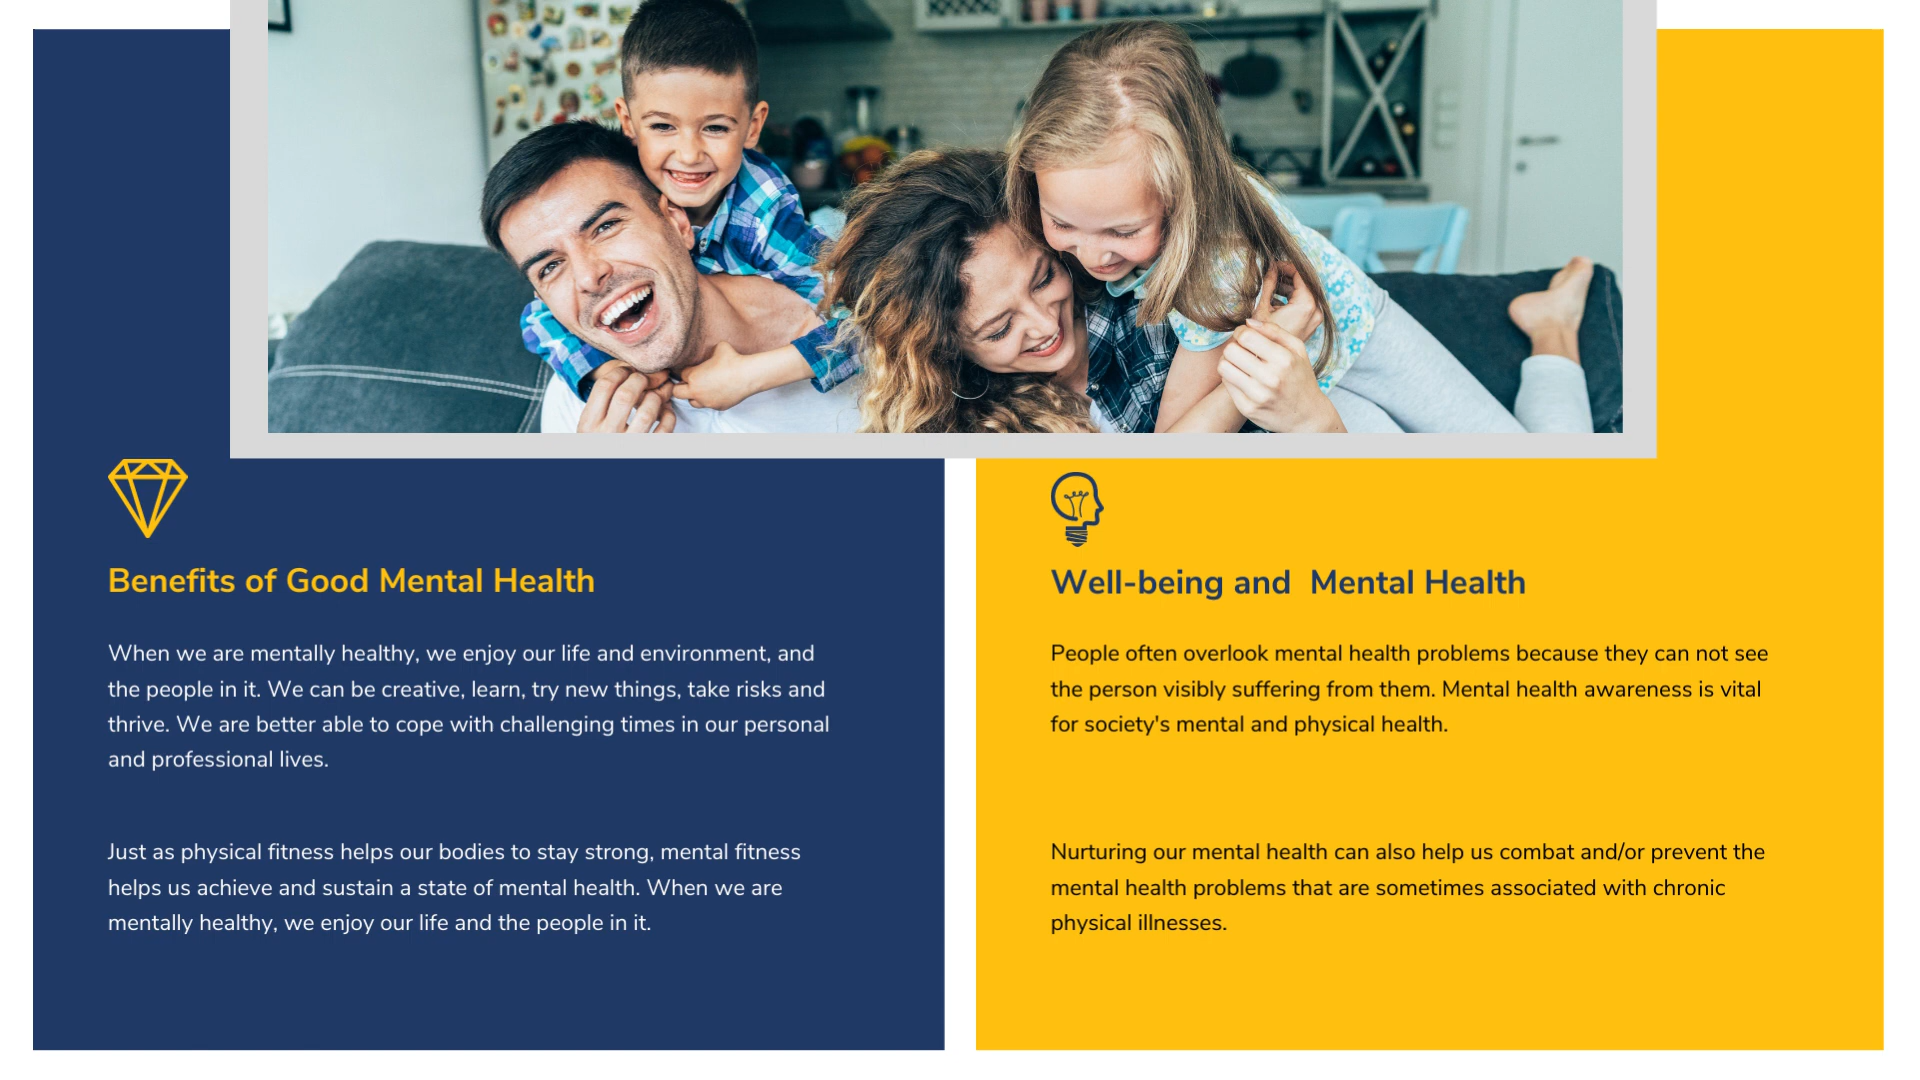 Benefits of Good Mental Health
When we are mentally healthy, we enjoy our life and environment, and
the people in it. We can be creative, learn, try new things, take risks and
thrive. We are better able to cope with challenging times in our personal
and professional lives.
Just as physical fitness helps our bodies to stay strong, mental fitness
helps us achieve and sustain a state of mental health. When we are
mentally healthy, we enjoy our life and the people in it.
Well-being and  Mental Health
People often overlook mental health problems because they can not see
the person visibly suffering from them. Mental health awareness is vital
for society's mental and physical health.
Nurturing our mental health can also help us combat and/or prevent the
mental health problems that are sometimes associated with chronic
physical illnesses.